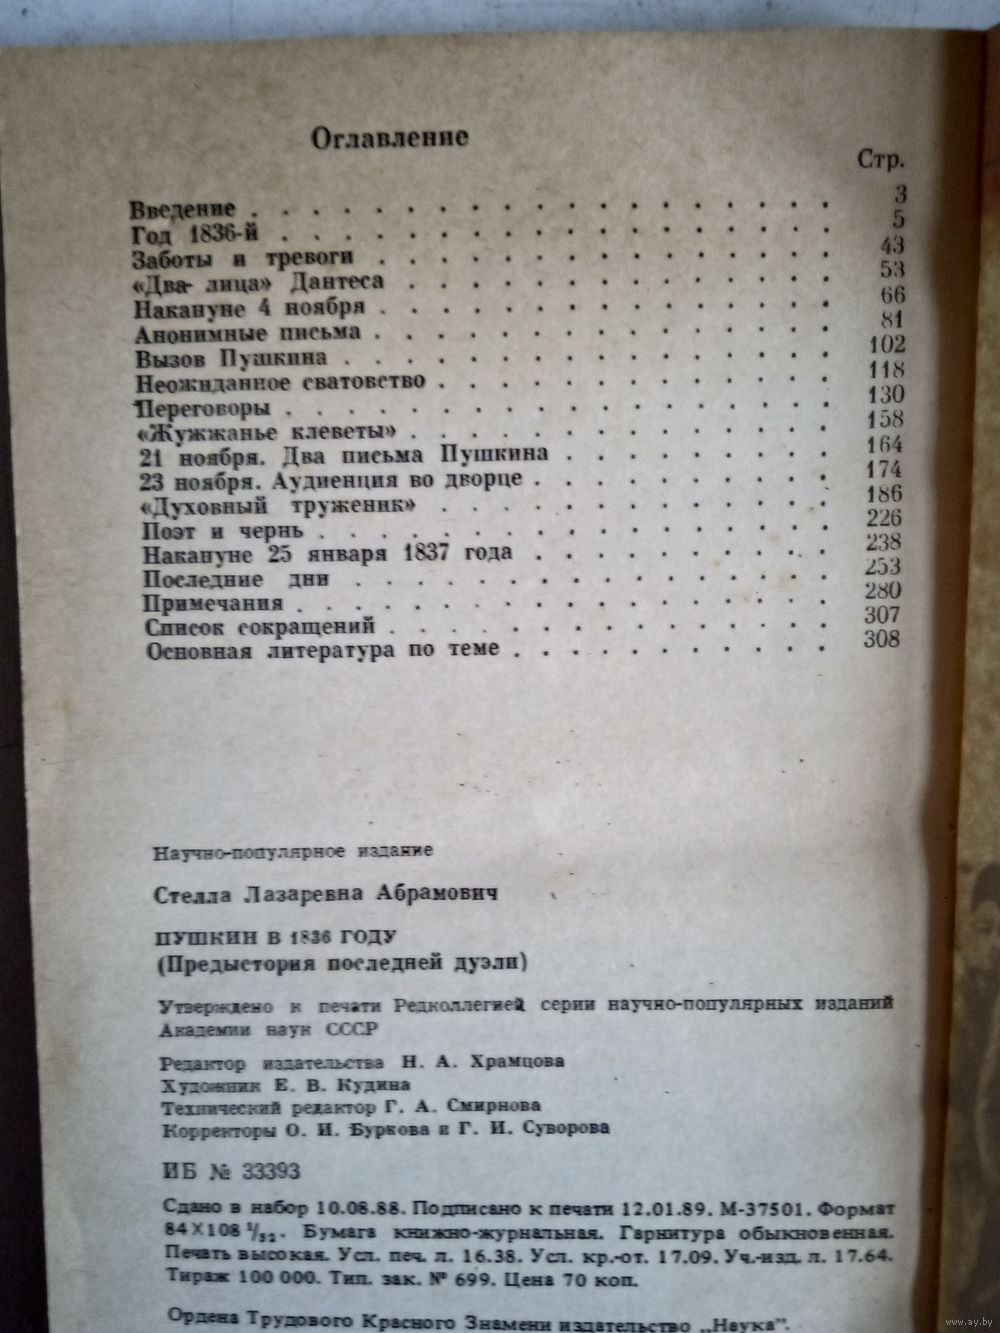 Оглавление
Стр.
Введение . . . . . . . . . . . . . . . . . . . 3
Год 1836-й . . . . . . . . . . . . . . . . . . 5
Заботы и тревоги . . . . . . . . . . . . . . . 43
«Два лица» Дантеса . . . . . . . . . . . . . . 53
Накануне 4 ноября . . . . . . . . . . . . . . . 66
Анонимные письма . . . . . . . . . . . . . . . 81
Вызов Пушкина . . . . . . . . . . . . . . . . 102
Неожиданное сватовство . . . . . . . . . . . . . 118
Переговоры . . . . . . . . . . . . . . . . . . 130
«Жужжанье клеветы» . . . . . . . . . . . . . . 158
21 ноября. Два письма Пушкина . . . . . . . . . 164
23 ноября. Аудиенция во дворце . . . . . . . . . . 174
«Духовный труженик» . . . . . . . . . . . . . 186
Поэт и чернь . . . . . . . . . . . . . . . . . 226
Накануне 25 января 1837 года . . . . . . . . . . 238
Последние дни . . . . . . . . . . . . . . . . 253
Примечания . . . . . . . . . . . . . . . . . . 280
Список сокращений . . . . . . . . . . . . . . . 307
Основная литература по теме . . . . . . . . . . . 308
Научно-популярное издание
Стелла Лазаревна Абрамович
ПУШКИН В 1836 ГОДУ
(Предыстория последней дуэли)
Утверждено к печати Редколлегией серии научно-популярных изданий
Академии наук СССР
Редактор издательства Н. А. Храмцова
Художник Е. В. Кудина
Технический редактор Г. А. Смирнова
Корректоры О. И. Буркова и Г. И. Суворова
ИБ № 33393
Сдано в набор 10.08.88. Подписано к печати 12.01.89. М-37501. Формат
84×108 1/32. Бумага книжно-журнальная. Гарнитура обыкновенная.
Печать высокая. Усл. печ. л. 16.38. Усл. кр.-от. 17.09. Уч.-изд. л. 17.64.
Тираж 100 000. Тип. зак. № 699. Цена 70 коп.
Ордена Трудового Красного Знамени издательство „Наука".
www.ay.by